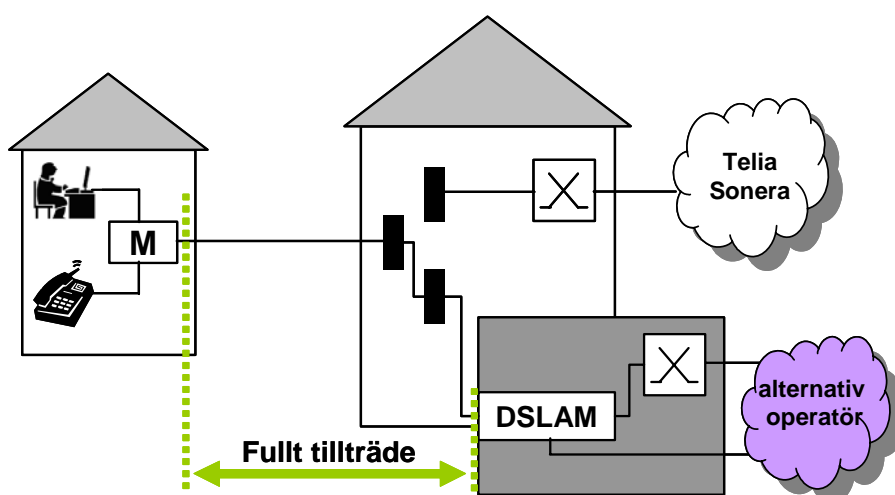 Telia
Sonera
M
alternativ
operatör
DSLAM
Fullt tillträde